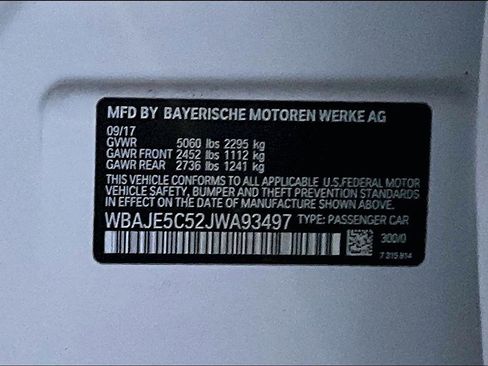 MFD BY BAYERISCHE MOTOREN WERKE AG
09/17
GVWR 5060 lbs 2295 kg
GAWR FRONT 2452 lbs 1112 kg
GAWR REAR 2736 lbs 1241 kg
THIS VEHICLE CONFORMS TO ALL APPLICABLE U.S.FEDERAL MOTOR
VEHICLE SAFETY, BUMPER AND THEFT PREVENTION STANDARDS
IN EFFECT ON THE DATE OF MANUFACTURE SHOWN ABOVE.
WBAJE5C52JWA93497 TYPE: PASSENGER CAR
300/0
7 315 914